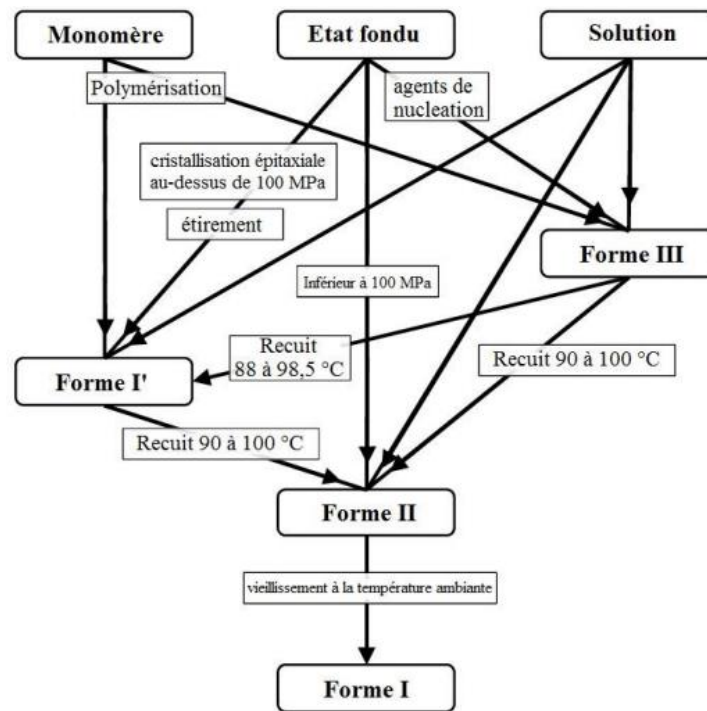 Monomère
Etat fondu
Solution
Polymérisation
agents de
nucleation
cristallisation épitaxiale
au-dessus de 100 MPa
étirement
Forme III
Inférieur à 100 MPa
Recuit
88 à 98,5 °C
Recuit 90 à 100 °C
Forme I'
Recuit 90 à 100 °C
Forme II
vieillissement à la température ambiante
Forme I